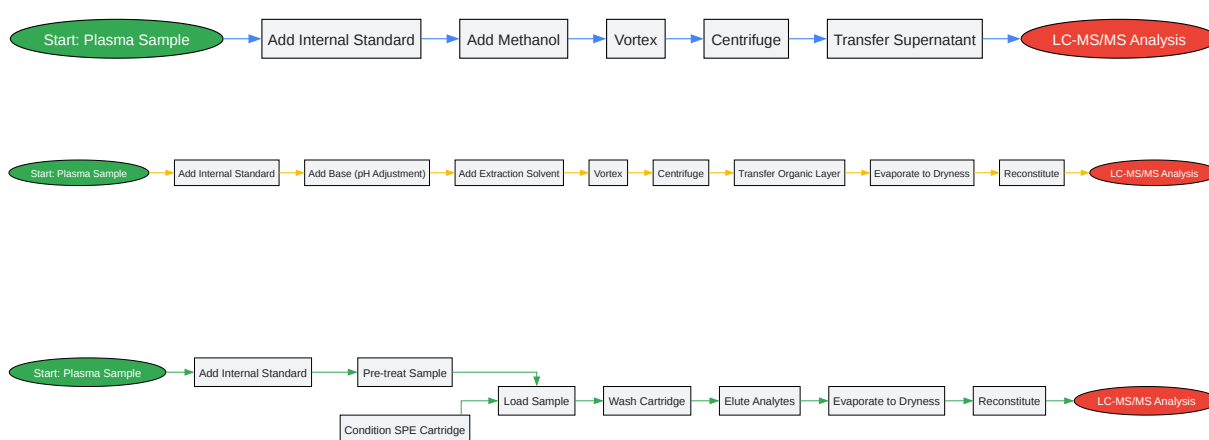 Start: Plasma Sample
Add Internal Standard
Add Methanol
Vortex
Centrifuge
Transfer Supernatant
LC-MS/MS Analysis
Start: Plasma Sample
Add Internal Standard
Add Base (pH Adjustment)
Add Extraction Solvent
Vortex
Centrifuge
Transfer Organic Layer
Evaporate to Dryness
Reconstitute
LC-MS/MS Analysis
Start: Plasma Sample
Add Internal Standard
Pre-treat Sample
Condition SPE Cartridge
Load Sample
Wash Cartridge
Elute Analytes
Evaporate to Dryness
Reconstitute
LC-MS/MS Analysis